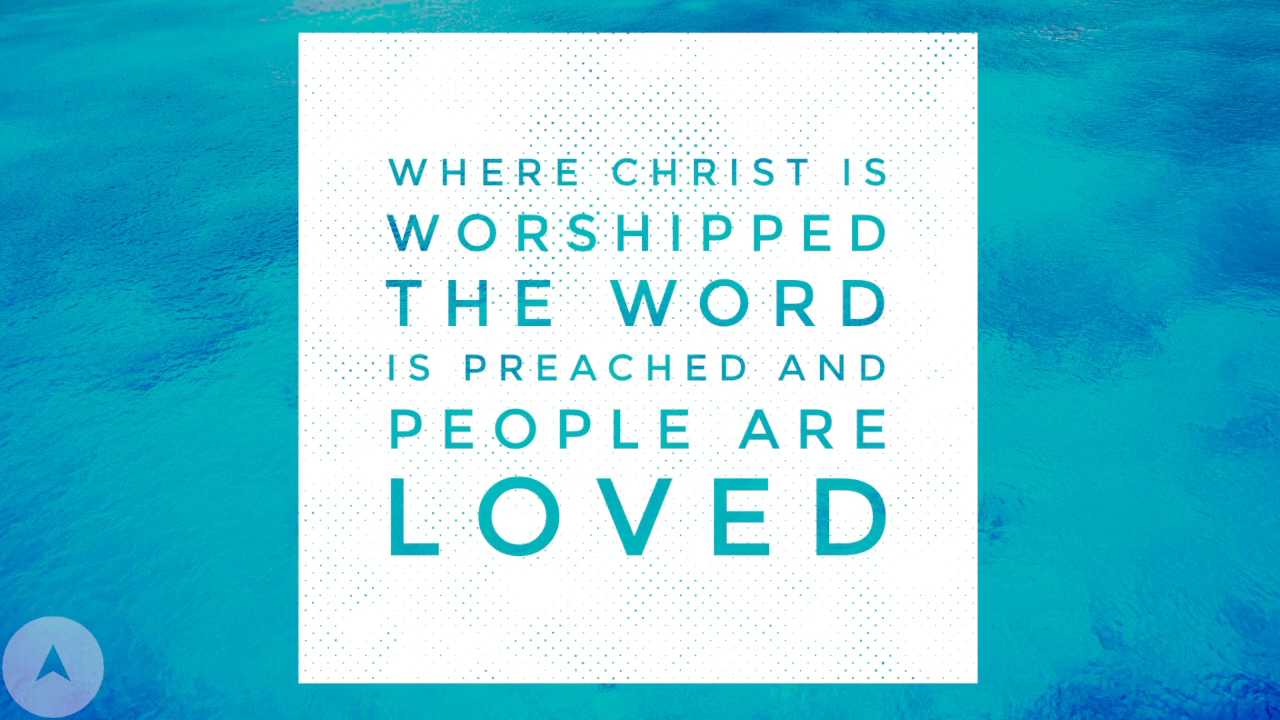 WHERE CHRIST IS
WORSHIPPED
THE WORD
IS PREACHED AND
PEOPLE ARE
LOVED